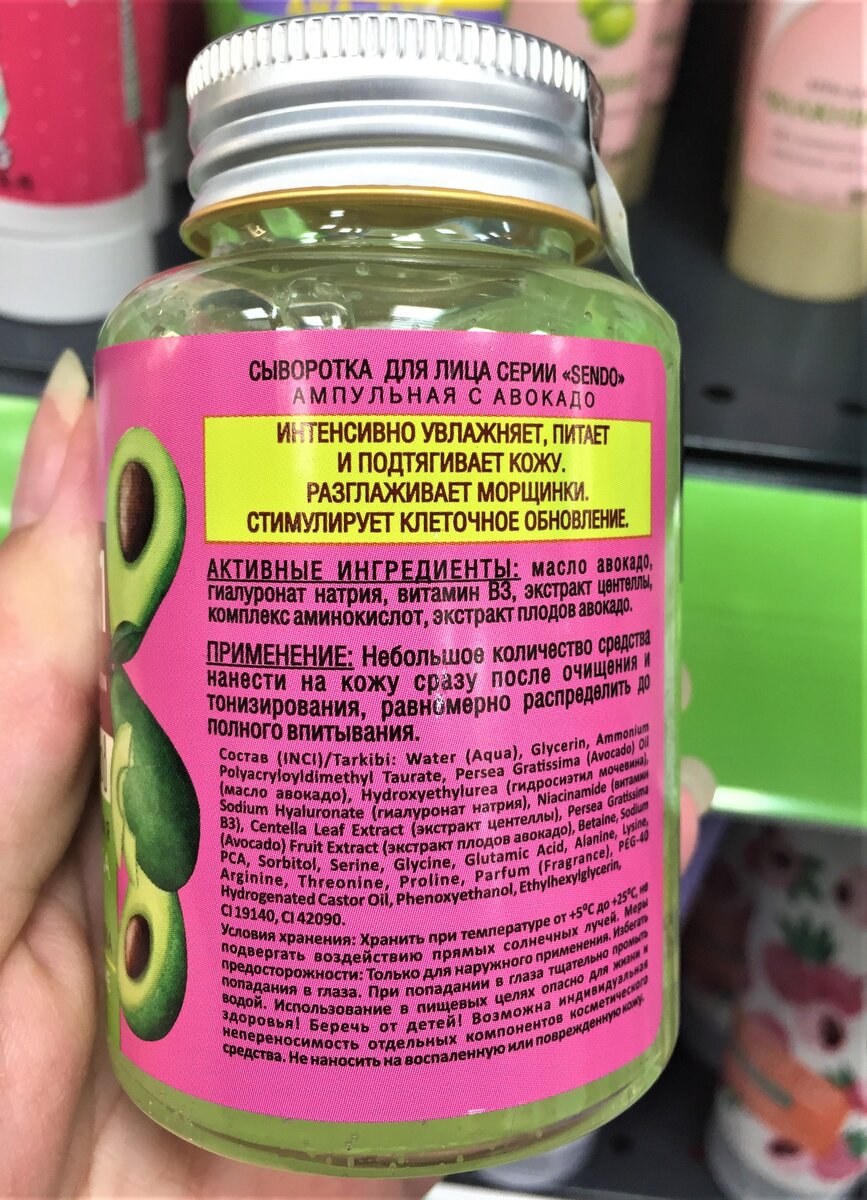 СЫВОРОТКА ДЛЯ ЛИЦА СЕРИИ «SENDO»
АМПУЛЬНАЯ С АВОКАДО
ИНТЕНСИВНО УВЛАЖНЯЕТ, ПИТАЕТ
И ПОДТЯГИВАЕТ КОЖУ.
РАЗГЛАЖИВАЕТ МОРЩИНКИ.
СТИМУЛИРУЕТ КЛЕТОЧНОЕ ОБНОВЛЕНИЕ.
АКТИВНЫЕ ИНГРЕДИЕНТЫ: масло авокадо,
гиалуронат натрия, витамин В3, экстракт центеллы,
комплекс аминокислот, экстракт плодов авокадо.
ПРИМЕНЕНИЕ: Небольшое количество средства
нанести на кожу сразу после очищения и
тонизирования, равномерно распределить до
полного впитывания.
Состав (INCI)/Tarkibi: Water (Aqua), Glycerin, Ammonium
Polyacryloyldimethyl Taurate, Persea Gratissima (Avocado) Oil
(масло авокадо), Hydroxyethylurea (гидроксиэтил мочевина),
Sodium Hyaluronate (гиалуронат натрия), Niacinamide (витамин
B3), Centella Leaf Extract (экстракт центеллы), Persea Gratissima
(Avocado) Fruit Extract (экстракт плодов авокадо), Betaine, Sodium
PCA, Sorbitol, Serine, Glycine, Glutamic Acid, Alanine, Lysine,
Arginine, Threonine, Proline, Parfum (Fragrance), PEG-40
Hydrogenated Castor Oil, Phenoxyethanol, Ethylhexylglycerin,
CI 19140, CI 42090.
Условия хранения: Хранить при температуре от +5°С до +25°С, не
подвергать воздействию прямых солнечных лучей. Меры
предосторожности: Только для наружного применения. Избегать
попадания в глаза. При попадании в глаза тщательно промыть
водой. Использование в пищевых целях опасно для жизни и
здоровья! Беречь от детей! Возможна индивидуальная
непереносимость отдельных компонентов косметического
средства. Не наносить на воспаленную или поврежденную кожу.